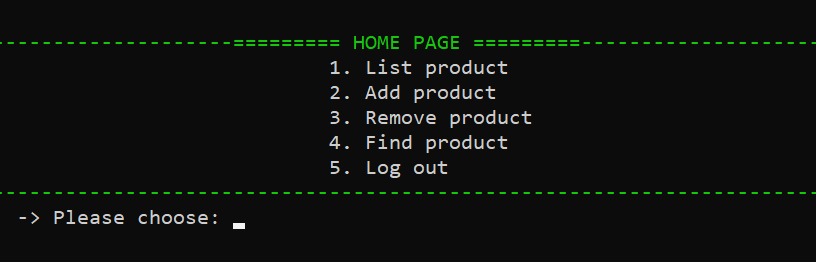 --------------------========= HOME PAGE =========--------------------
1. List product
2. Add product
3. Remove product
4. Find product
5. Log out
--------------------------------------------------------------------
-> Please choose: